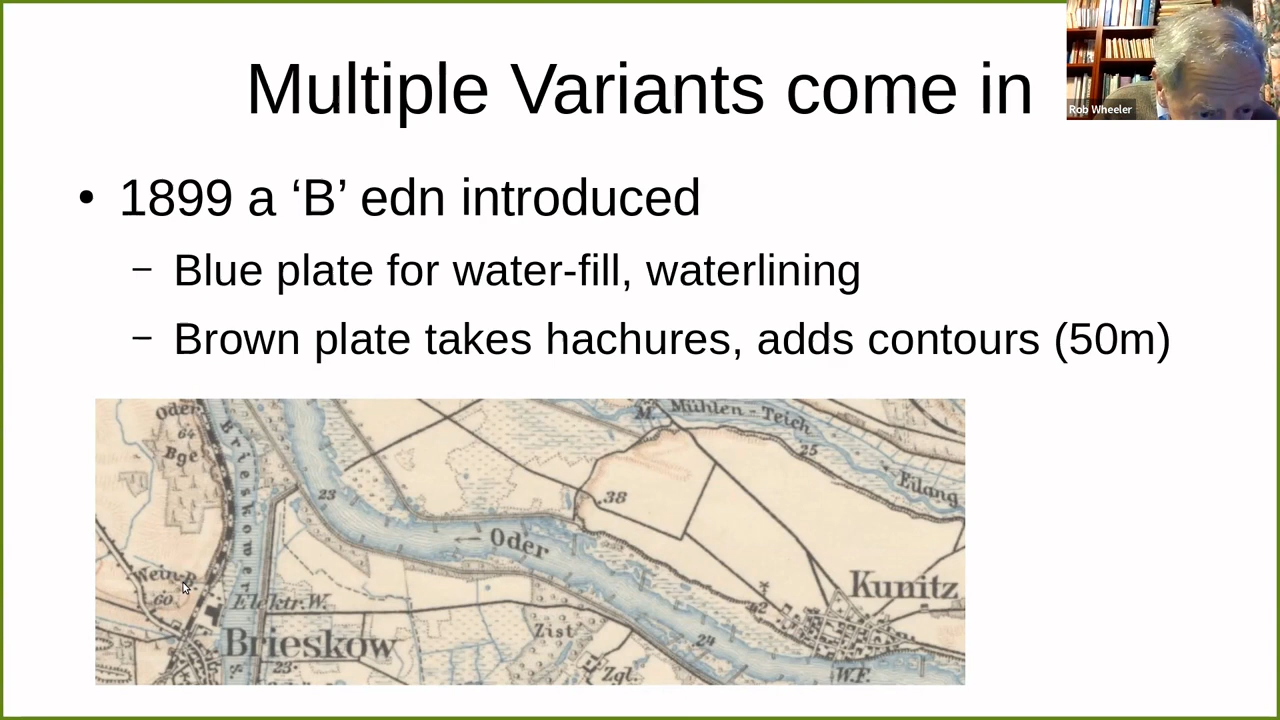 Multiple Variants come in
Rob Wheeler
• 1899 a ‘B’ edn introduced
– Blue plate for water-fill, waterlining
– Brown plate takes hachures, adds contours (50m)
Oder
64
Bge
Brieskower
M.
Mühlen-Teich
25
Eilang
23
38
← Oder
Kunitz
60
Elektr.W.
Brieskow
Zist
24
23
Zgl.
W.F.